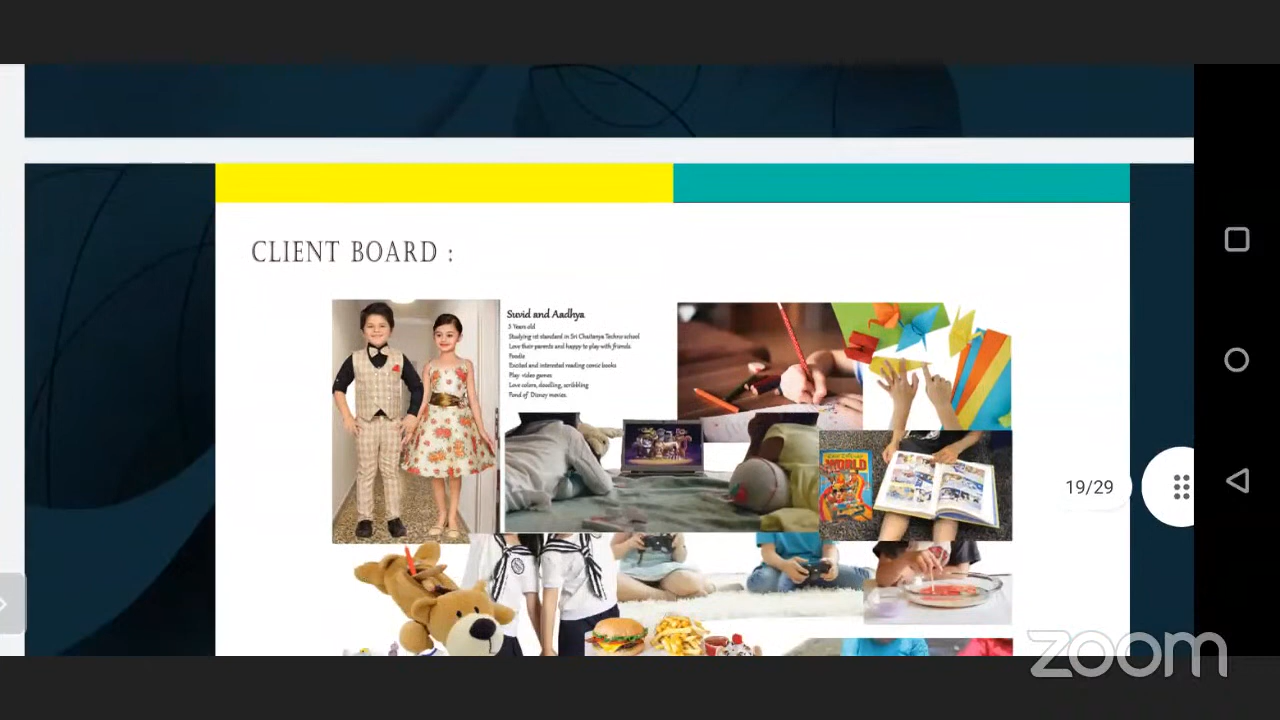 CLIENT BOARD :
Suvid and Aadhya
5 Years old
Studying ist standard in Sri Chaitanya Techno school
Love their parents and happy to play with friends.
Foodie
Excited and interested reading comic books
Play video games
Love colors, doodling, scribbling
Fond of Disney movies.
WORLD
19/29
zoom